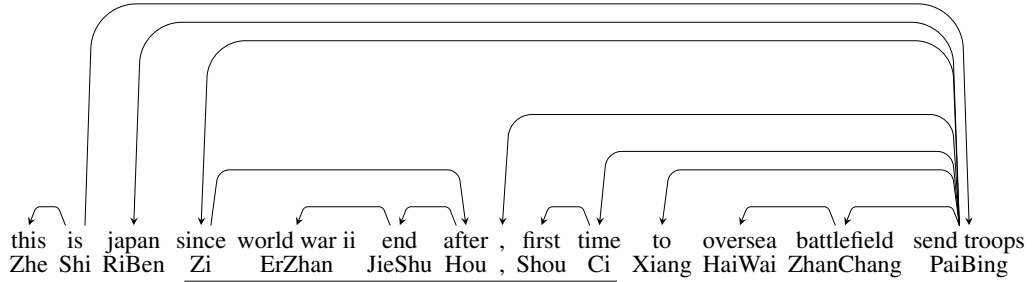 this is japan since world war ii end after , first time to oversea battlefield send troops
Zhe Shi RiBen Zi ErZhan JieShu Hou , Shou Ci Xiang HaiWai ZhanChang PaiBing